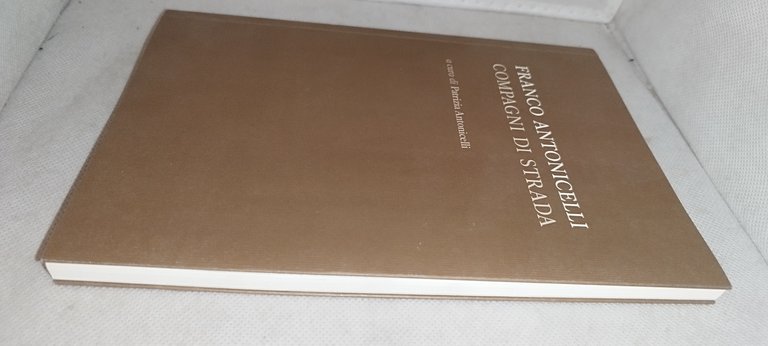 FRANCO ANTONICELLI
COMPAGNI DI STRADA
a cura di Patrizia Antonicelli